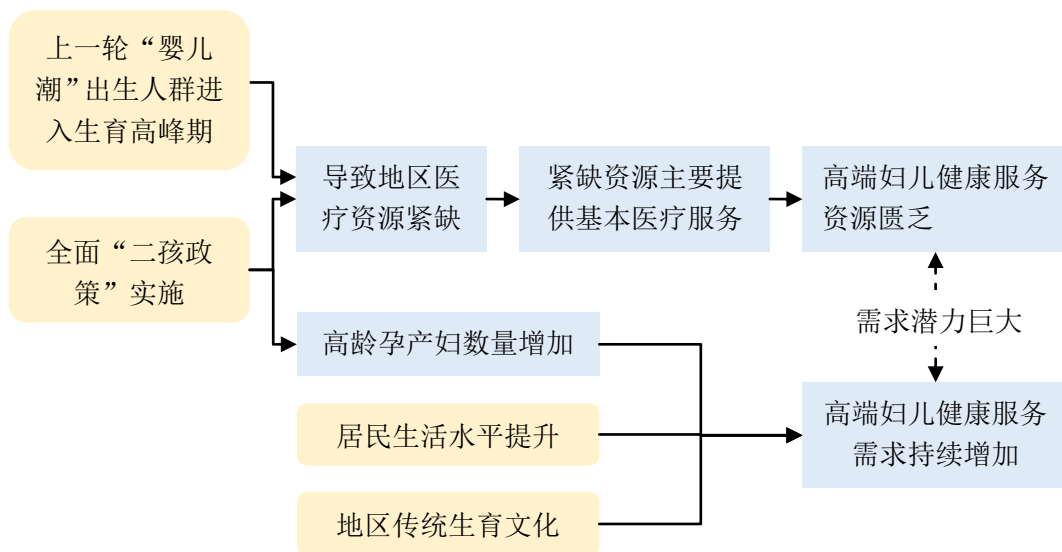 上一轮“婴儿
潮”出生人群进
入生育高峰期
全面“二孩政
策”实施
导致地区医
疗资源紧缺
紧缺资源主要提
供基本医疗服务
高端妇儿健康服务
资源匮乏
需求潜力巨大
高龄孕产妇数量增加
居民生活水平提升
地区传统生育文化
高端妇儿健康服务
需求持续增加